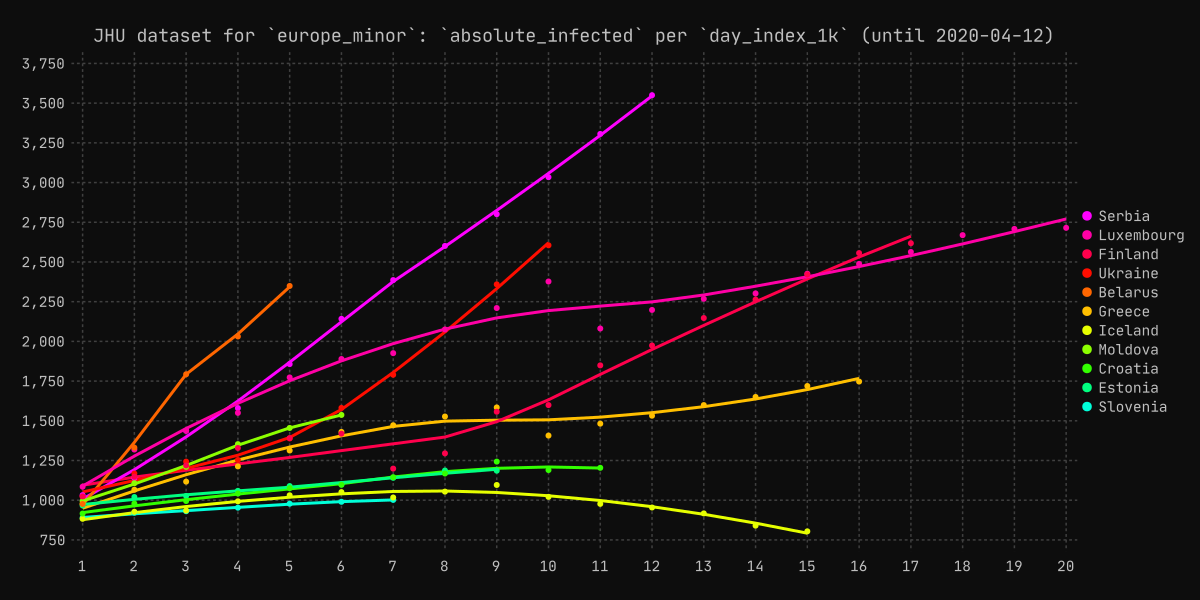 JHU dataset for `europe_minor`: `absolute_infected` per `day_index_1k` (until 2020-04-12)
3,750
3,500
3,250
3,000
2,750
2,500
2,250
2,000
1,750
1,500
1,250
1,000
750
1 2 3 4 5 6 7 8 9 10 11 12 13 14 15 16 17 18 19 20
Serbia
Luxembourg
Finland
Ukraine
Belarus
Greece
Iceland
Moldova
Croatia
Estonia
Slovenia